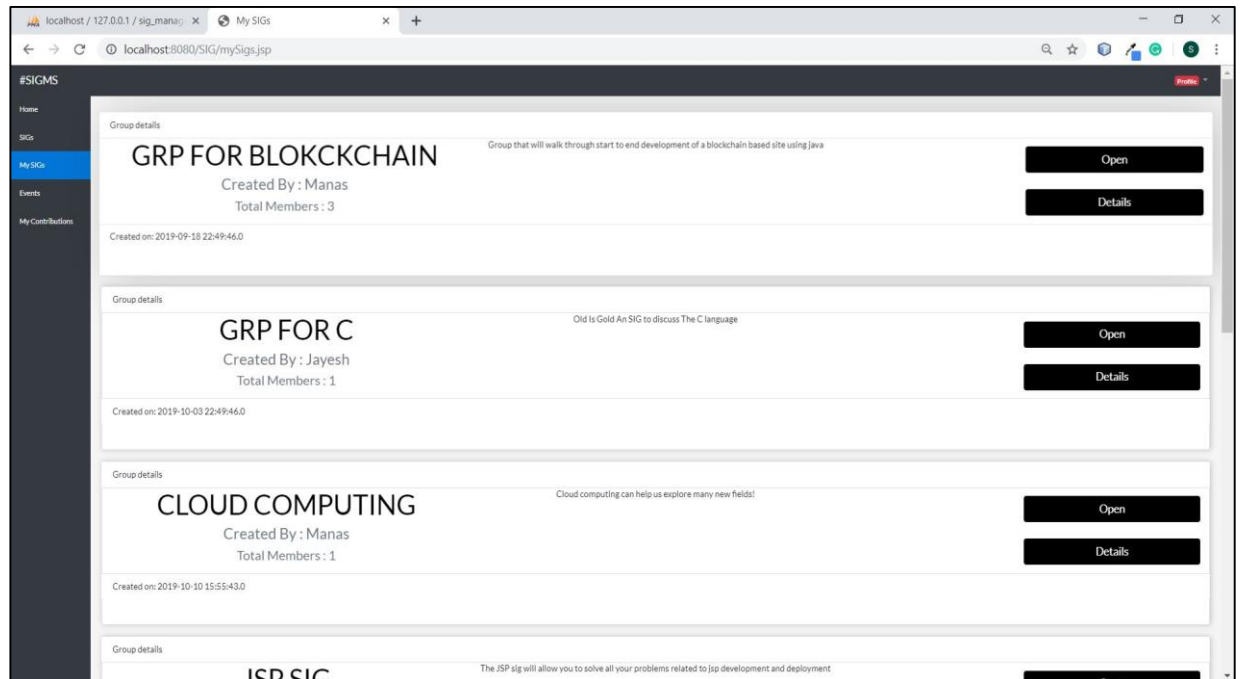 localhost / 127.0.0.1 / sig_manag
My SIGs
localhost:8080/SIG/mySigs.jsp
S
#SIGMS
Profile
Home
SIGs
My SIGs
Events
My Contributions
Group details
GRP FOR BLOKCKCHAIN
Created By : Manas
Total Members : 3
Group that will walk through start to end development of a blockchain based site using java
Open
Details
Created on: 2019-09-18 22:49:46.0
Group details
GRP FOR C
Created By : Jayesh
Total Members : 1
Old Is Gold An SIG to discuss The C language
Open
Details
Created on: 2019-10-03 22:49:46.0
Group details
CLOUD COMPUTING
Created By : Manas
Total Members : 1
Cloud computing can help us explore many new fields!
Open
Details
Created on: 2019-10-10 15:55:43.0
Group details
JSP SIG
The JSP sig will allow you to solve all your problems related to jsp development and deployment